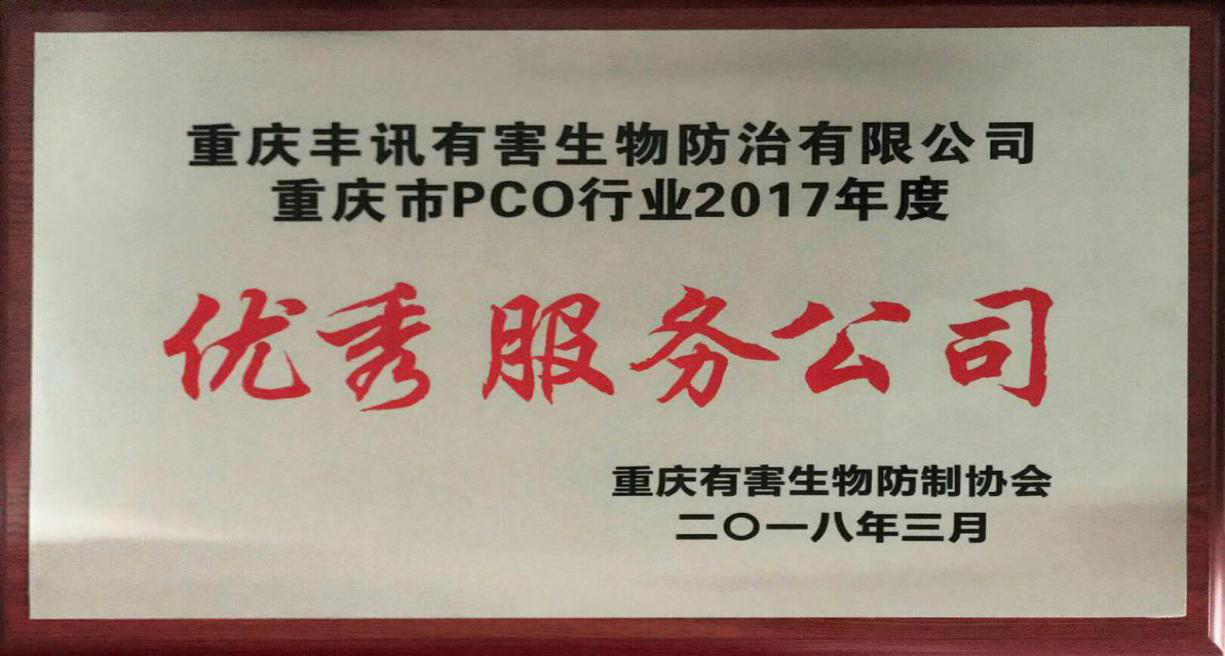 重庆丰讯有害生物防治有限公司
重庆市PCO行业2017年度
优秀服务公司
重庆有害生物防制协会
二〇一八年三月